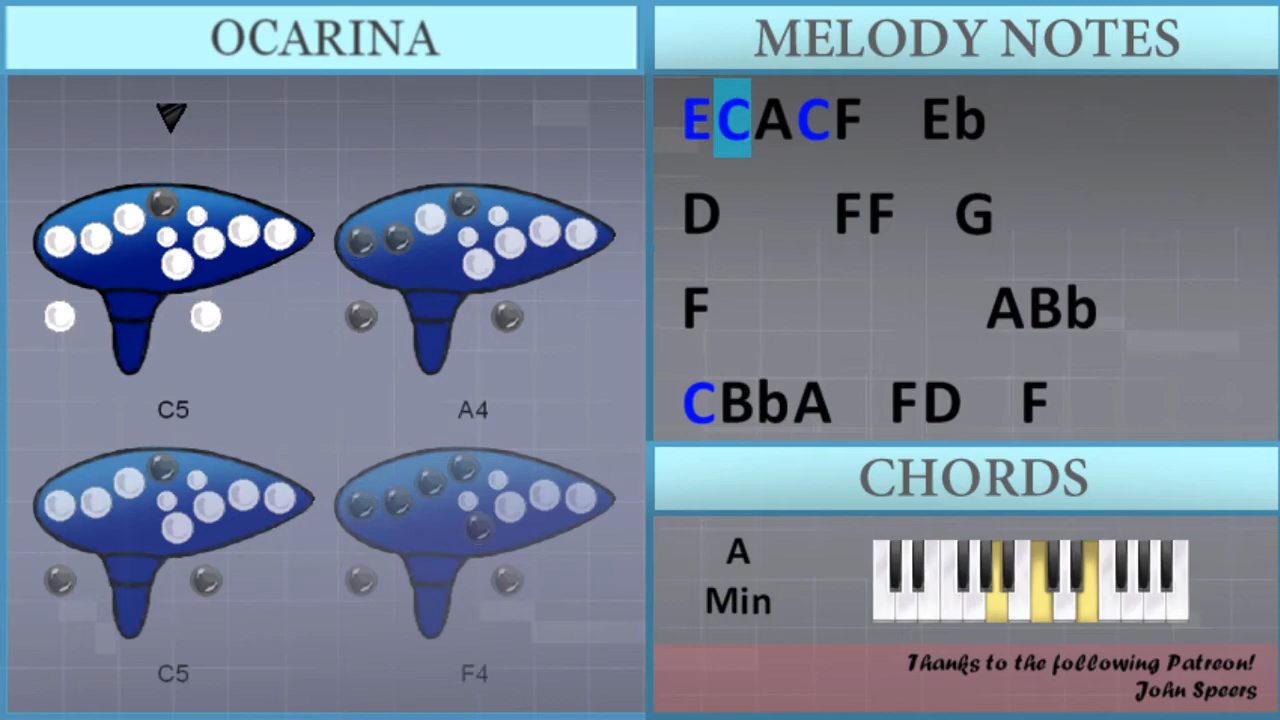 OCARINA
C5 A4
C5 F4
MELODY NOTES
ECACF Eb
D FF G
F ABb
CBbA FD F
CHORDS
A
Min
Thanks to the following Patreon!
John Speers